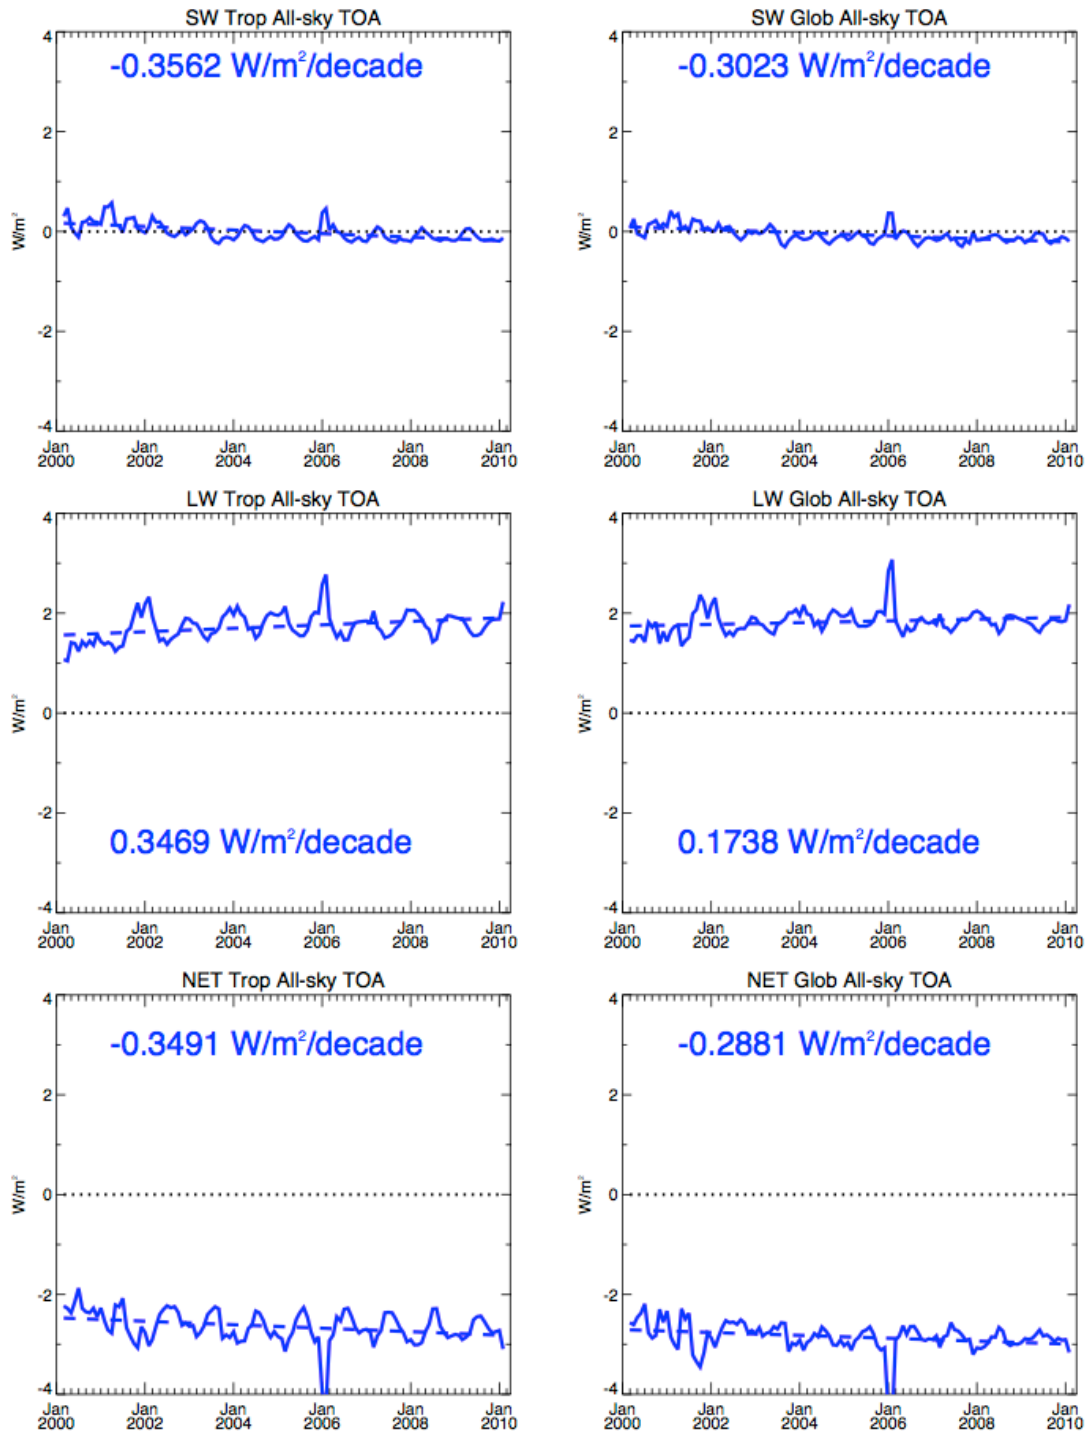 SW Trop All-sky TOA
4
-0.3562 W/m²/decade
2
W/m²
0
-2
-4
Jan Jan Jan Jan Jan Jan
2000 2002 2004 2006 2008 2010
SW Glob All-sky TOA
4
-0.3023 W/m²/decade
2
W/m²
0
-2
-4
Jan Jan Jan Jan Jan Jan
2000 2002 2004 2006 2008 2010
LW Trop All-sky TOA
4
2
W/m²
0
-2
0.3469 W/m²/decade
-4
Jan Jan Jan Jan Jan Jan
2000 2002 2004 2006 2008 2010
LW Glob All-sky TOA
4
2
W/m²
0
-2
0.1738 W/m²/decade
-4
Jan Jan Jan Jan Jan Jan
2000 2002 2004 2006 2008 2010
NET Trop All-sky TOA
4
-0.3491 W/m²/decade
2
W/m²
0
-2
-4
Jan Jan Jan Jan Jan Jan
2000 2002 2004 2006 2008 2010
NET Glob All-sky TOA
4
-0.2881 W/m²/decade
2
W/m²
0
-2
-4
Jan Jan Jan Jan Jan Jan
2000 2002 2004 2006 2008 2010